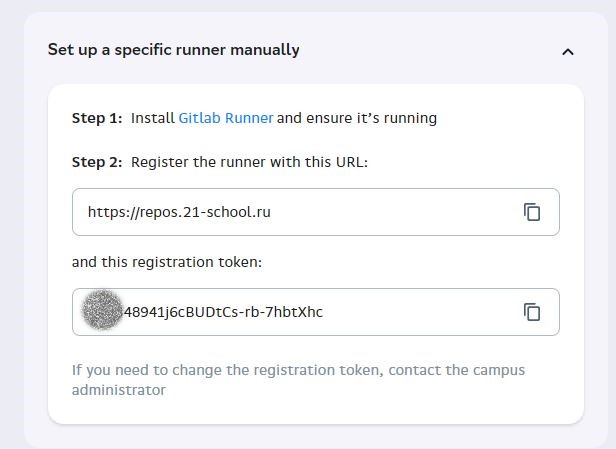 Set up a specific runner manually
Step 1: Install Gitlab Runner and ensure it's running
Step 2: Register the runner with this URL:
https://repos.21-school.ru
and this registration token:
48941j6cBUDtCs-rb-7hbtXhc
If you need to change the registration token, contact the campus
administrator